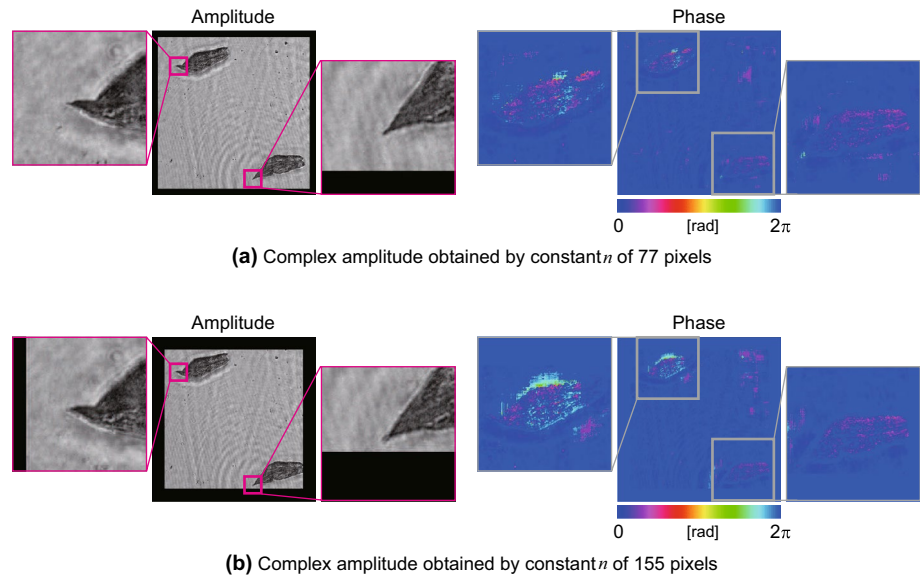 Amplitude
Phase
0 [rad] 2π
(a) Complex amplitude obtained by constant n of 77 pixels
Amplitude
Phase
0 [rad] 2π
(b) Complex amplitude obtained by constant n of 155 pixels